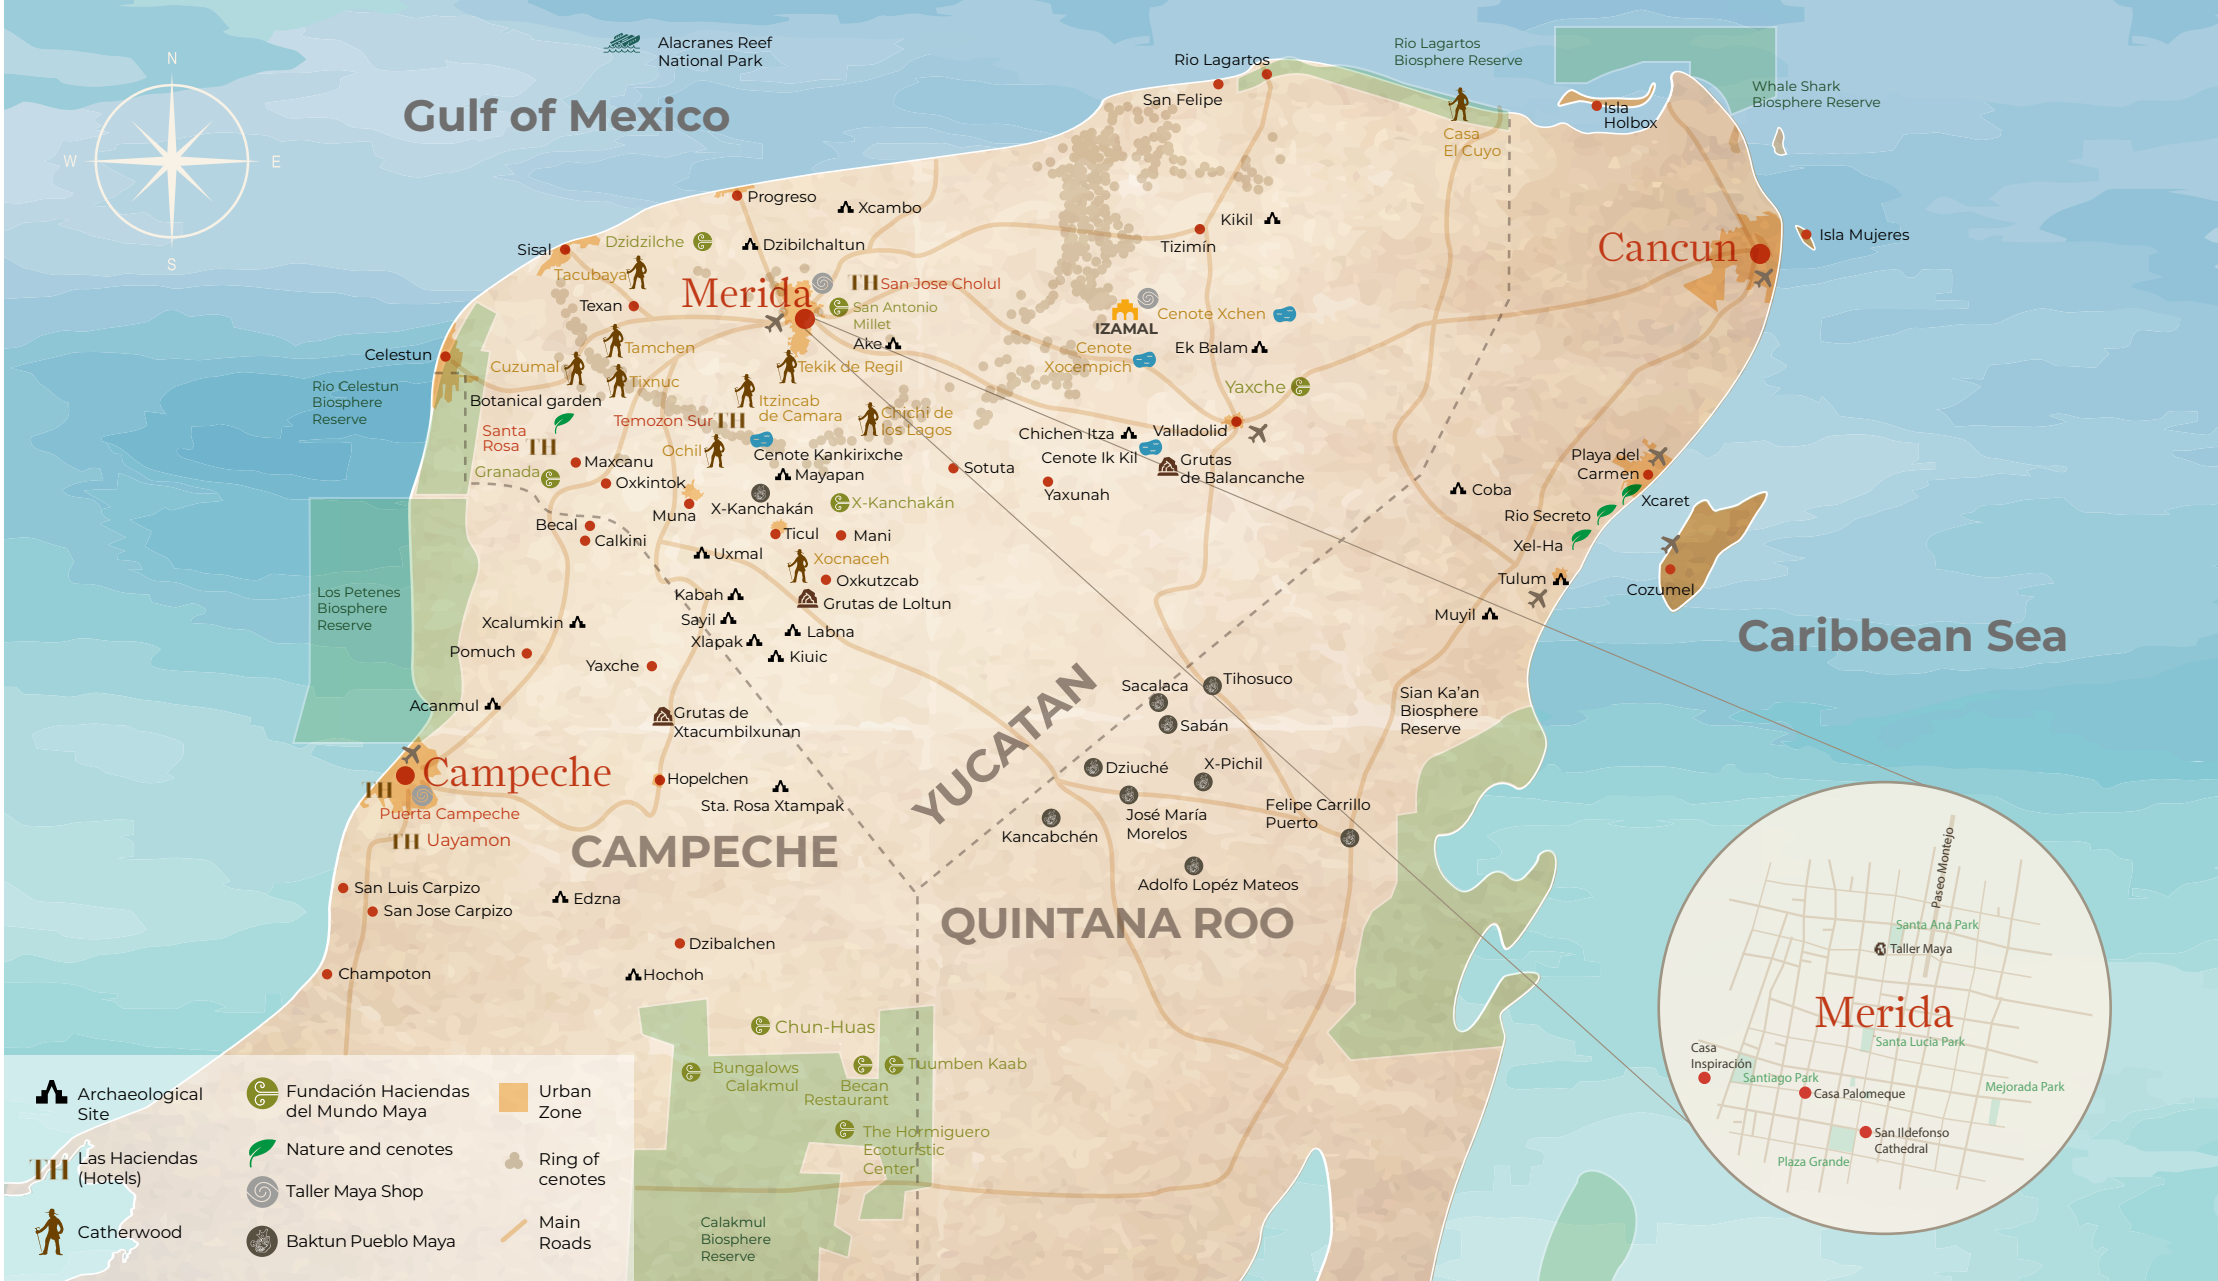 Alacranes Reef
National Park
Gulf of Mexico
N
W
E
S
Rio Lagartos
San Felipe
Rio Lagartos
Biosphere Reserve
Casa
El Cuyo
Isla
Holbox
Whale Shark
Biosphere Reserve
Progreso
Xcambo
Dzibilchaltun
Sisal
Dzidzilche
Tacubaya
Texan
Merida
San Jose Cholul
San Antonio
Millet
Ake
Kikil
Tizimín
Cancun
Isla Mujeres
IZAMAL
Cenote Xchen
Cenote
Xocempich
Ek Balam
Yaxche
Celestun
Rio Celestun
Biosphere
Reserve
Cuzumal
Tamchen
Tixnuc
Tekik de Regil
Botanical garden
Itzincab
de Camara
Temozon Sur
Chichi de
los Lagos
Santa
Rosa
Ochil
Cenote Kankirixche
Granada
Maxcanu
Oxkintok
Mayapan
Sotuta
Chichen Itza
Valladolid
Cenote Ik Kil
Grutas
de Balancanche
Yaxunah
Coba
Playa del
Carmen
Xcaret
Rio Secreto
Xel-Ha
Tulum
Muyil
Cozumel
Muna
X-Kanchakán
X-Kanchakán
Becal
Calkini
Ticul
Mani
Uxmal
Xocnaceh
Oxkutzcab
Kabah
Grutas de Loltun
Sayil
Labna
Xlapak
Kiuic
Los Petenes
Biosphere
Reserve
Xcalumkin
Pomuch
Yaxche
Acanmul
Grutas de
Xtacumbilxunan
Caribbean Sea
Sian Ka’an
Biosphere
Reserve
YUCATAN
Sacalaca
Tihosuco
Sabán
Dziuché
X-Pichil
José María
Morelos
Kancabchén
Felipe Carrillo
Puerto
Adolfo Lopéz Mateos
QUINTANA ROO
Campeche
Puerta Campeche
Uayamon
Hopelchen
Sta. Rosa Xtampak
CAMPECHE
San Luis Carpizo
San Jose Carpizo
Edzna
Dzibalchen
Hochoh
Champoton
Chun-Huas
Bungalows
Calakmul
Becan
Restaurant
Tuumben Kaab
The Hormiguero
Ecoturistic
Center
Calakmul
Biosphere
Reserve
Paseo Montejo
Santa Ana Park
Taller Maya
Merida
Santa Lucia Park
Casa
Inspiración
Santiago Park
Casa Palomeque
Mejorada Park
San Ildefonso
Cathedral
Plaza Grande
Archaeological
Site
Las Haciendas
(Hotels)
Catherwood
Fundación Haciendas
del Mundo Maya
Nature and cenotes
Taller Maya Shop
Baktun Pueblo Maya
Urban
Zone
Ring of
cenotes
Main
Roads
TH
TH
TH
TH
TH
TH